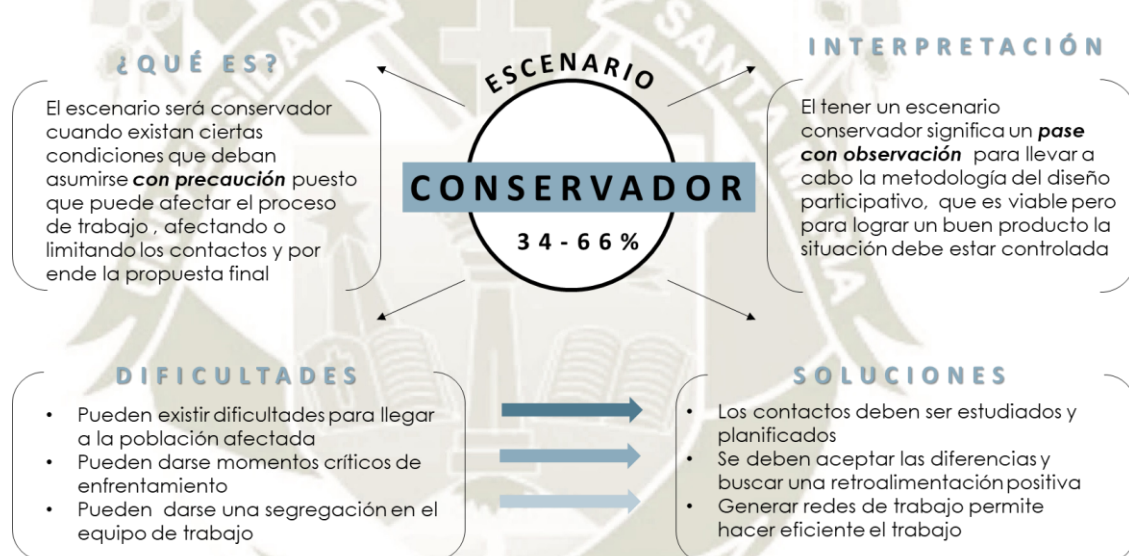 ¿QUÉ ES?
El escenario será conservador
cuando existan ciertas
condiciones que deban
asumirse con precaución puesto
que puede afectar el proceso
de trabajo , afectando o
limitando los contactos y por
ende la propuesta final
ESCENARIO
CONSERVADOR
34-66%
INTERPRETACIÓN
El tener un escenario
conservador significa un pase
con observación para llevar a
cabo la metodología del diseño
participativo, que es viable pero
para lograr un buen producto la
situación debe estar controlada
DIFICULTADES
• Pueden existir dificultades para llegar
a la población afectada
• Pueden darse momentos críticos de
enfrentamiento
• Pueden darse una segregación en el
equipo de trabajo
SOLUCIONES
• Los contactos deben ser estudiados y
planificados
• Se deben aceptar las diferencias y
buscar una retroalimentación positiva
• Generar redes de trabajo permite
hacer eficiente el trabajo
SANTA MARIA